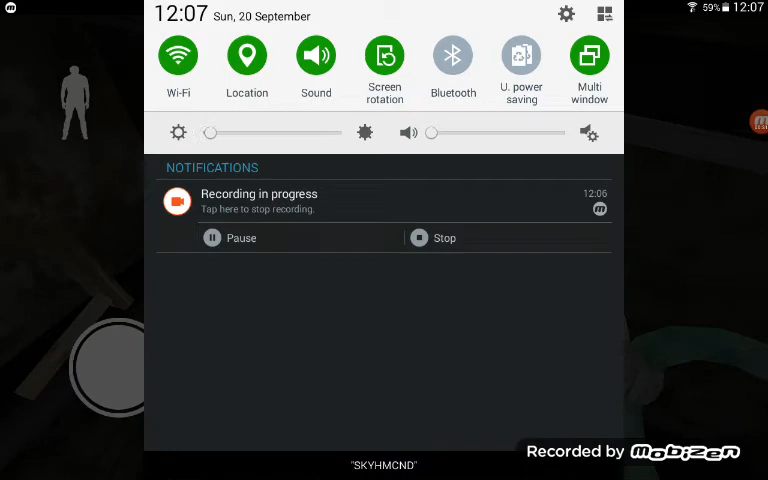 12:07 Sun, 20 September
59% 12:07
Wi-Fi
Location
Sound
Screen
rotation
Bluetooth
U. power
saving
Multi
window
NOTIFICATIONS
Recording in progress
12:06
Tap here to stop recording.
Pause
Stop
Recorded by Mobizen
"SKYHMCND"